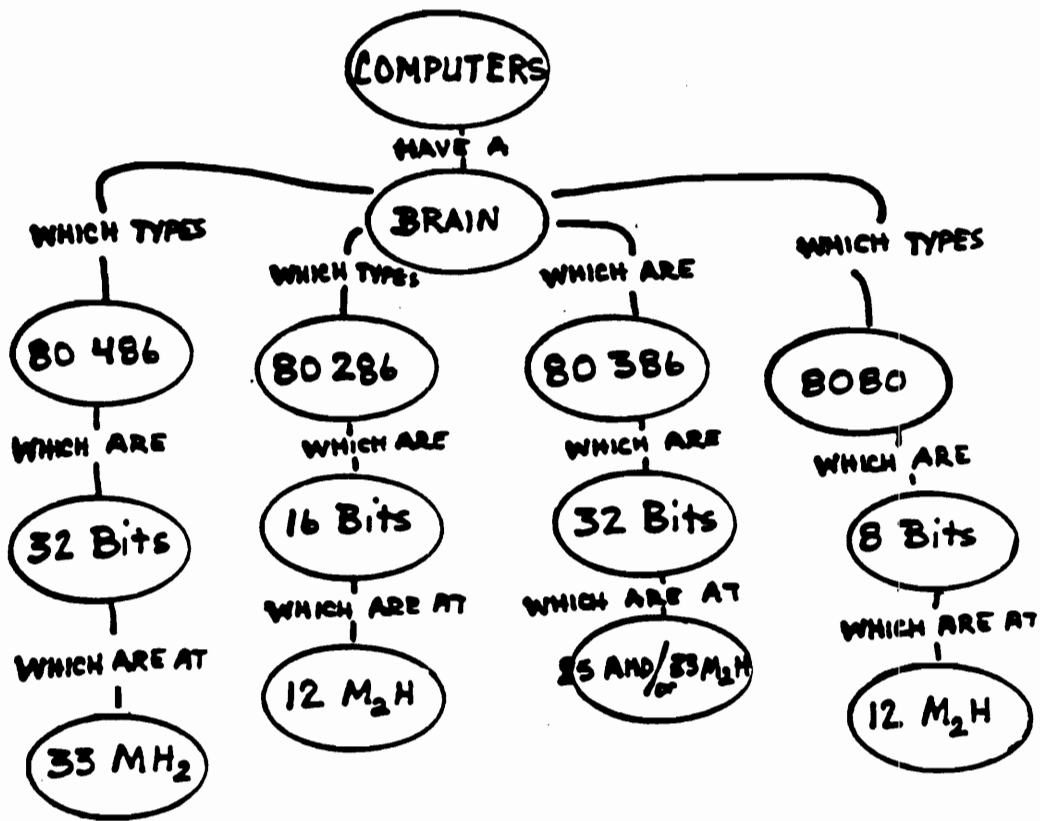 COMPUTERS
HAVE A
BRAIN
WHICH TYPES
80 486
WHICH ARE
32 Bits
WHICH ARE AT
33 MH₂
WHICH TYPES
80 286
WHICH ARE
16 Bits
WHICH ARE AT
12 M₂H
WHICH ARE
80 386
WHICH ARE
32 Bits
WHICH ARE AT
AND/or 33 M₂H
WHICH TYPES
8080
WHICH ARE
8 Bits
WHICH ARE AT
12 M₂H